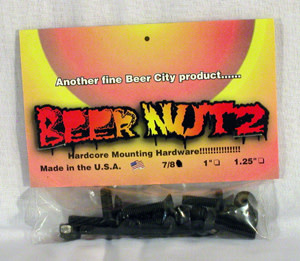 Another fine Beer City product......
BEER NUTZ
Hardcore Mounting Hardware!!!!!!!!!!!!!!!
Made in the U.S.A. 7/8 1" 1.25"